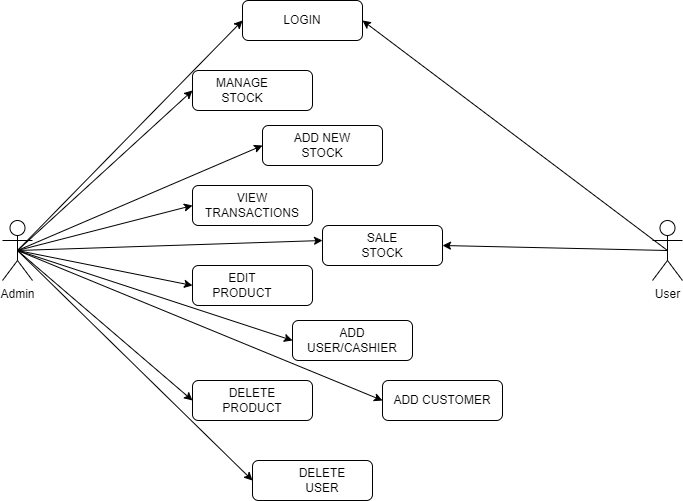 LOGIN
MANAGE
STOCK
ADD NEW
STOCK
VIEW
TRANSACTIONS
SALE
STOCK
Admin
User
EDIT
PRODUCT
ADD
USER/CASHIER
DELETE
PRODUCT
ADD CUSTOMER
DELETE
USER